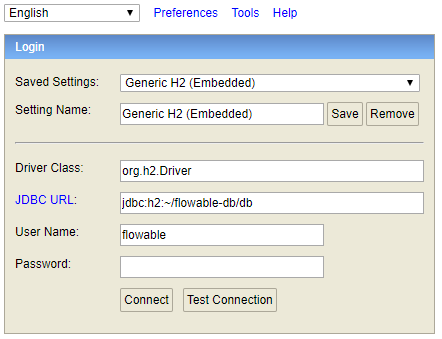 English Preferences Tools Help
Login
Saved Settings: Generic H2 (Embedded)
Setting Name: Generic H2 (Embedded) Save Remove
Driver Class: org.h2.Driver
JDBC URL: jdbc:h2:~/flowable-db/db
User Name: flowable
Password:
Connect Test Connection